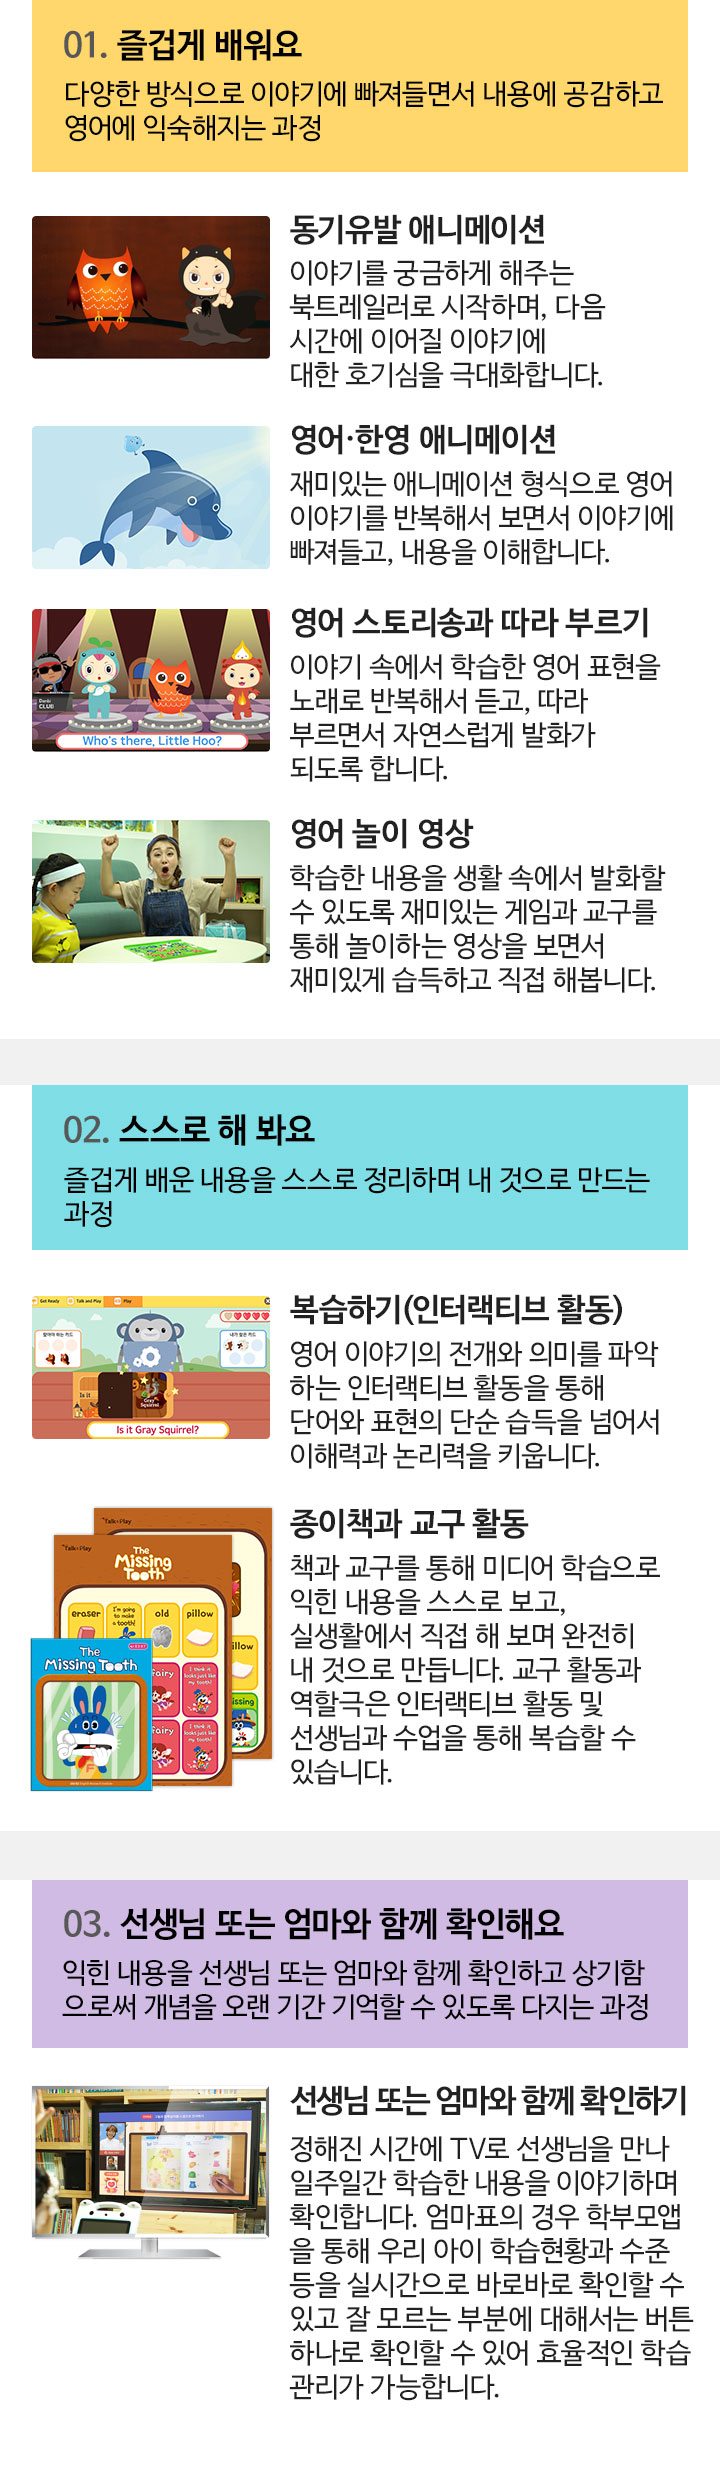 01. 즐겁게 배워요
다양한 방식으로 이야기에 빠져들면서 내용에 공감하고
영어에 익숙해지는 과정
동기유발 애니메이션
이야기를 궁금하게 해주는
북트레일러로 시작하며, 다음
시간에 이어질 이야기에
대한 호기심을 극대화합니다.
영어·한영 애니메이션
재미있는 애니메이션 형식으로 영어
이야기를 반복해서 보면서 이야기에
빠져들고, 내용을 이해합니다.
CLUB
Who's there, Little Hoo?
영어 스토리송과 따라 부르기
이야기 속에서 학습한 영어 표현을
노래로 반복해서 듣고, 따라
부르면서 자연스럽게 발화가
되도록 합니다.
영어 놀이 영상
학습한 내용을 생활 속에서 발화할
수 있도록 재미있는 게임과 교구를
통해 놀이하는 영상을 보면서
재미있게 습득하고 직접 해봅니다.
02. 스스로 해 봐요
즐겁게 배운 내용을 스스로 정리하며 내 것으로 만드는
과정
Get Ready
Talk and Play
Play
찾아야 하는 카드
내가 찾은 카드
Is it
Gray
Squirrel
Is it Gray Squirrel?
복습하기(인터랙티브 활동)
영어 이야기의 전개와 의미를 파악
하는 인터랙티브 활동을 통해
단어와 표현의 단순 습득을 넘어서
이해력과 논리력을 키웁니다.
Talk+Play
Talk+Play
The
Missing
Tooth
eraser
I'm going
to make
a tooth!
old
pillow
illow
fairy
I think it
looks just like
my tooth!
issing
fairy
I think it
looks just like
my tooth!
The
Missing Tooth
종이책과 교구 활동
책과 교구를 통해 미디어 학습으로
익힌 내용을 스스로 보고,
실생활에서 직접 해 보며 완전히
내 것으로 만듭니다. 교구 활동과
역할극은 인터랙티브 활동 및
선생님과 수업을 통해 복습할 수
있습니다.
03. 선생님 또는 엄마와 함께 확인해요
익힌 내용을 선생님 또는 엄마와 함께 확인하고 상기함
으로써 개념을 오랜 기간 기억할 수 있도록 다지는 과정
선생님 또는 엄마와 함께 확인하기
정해진 시간에 TV로 선생님을 만나
일주일간 학습한 내용을 이야기하며
확인합니다. 엄마표의 경우 학부모앱
을 통해 우리 아이 학습현황과 수준
등을 실시간으로 바로바로 확인할 수
있고 잘 모르는 부분에 대해서는 버튼
하나로 확인할 수 있어 효율적인 학습
관리가 가능합니다.